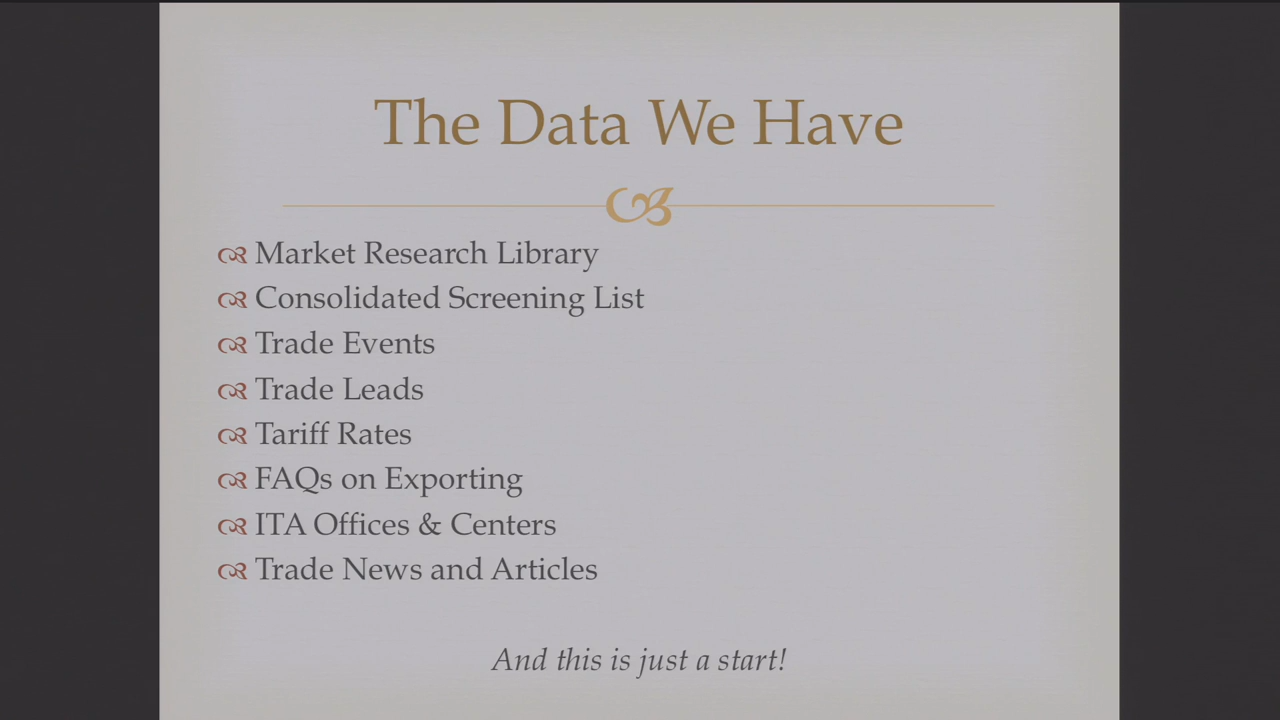 The Data We Have
Market Research Library
Consolidated Screening List
Trade Events
Trade Leads
Tariff Rates
FAQs on Exporting
ITA Offices & Centers
Trade News and Articles
And this is just a start!